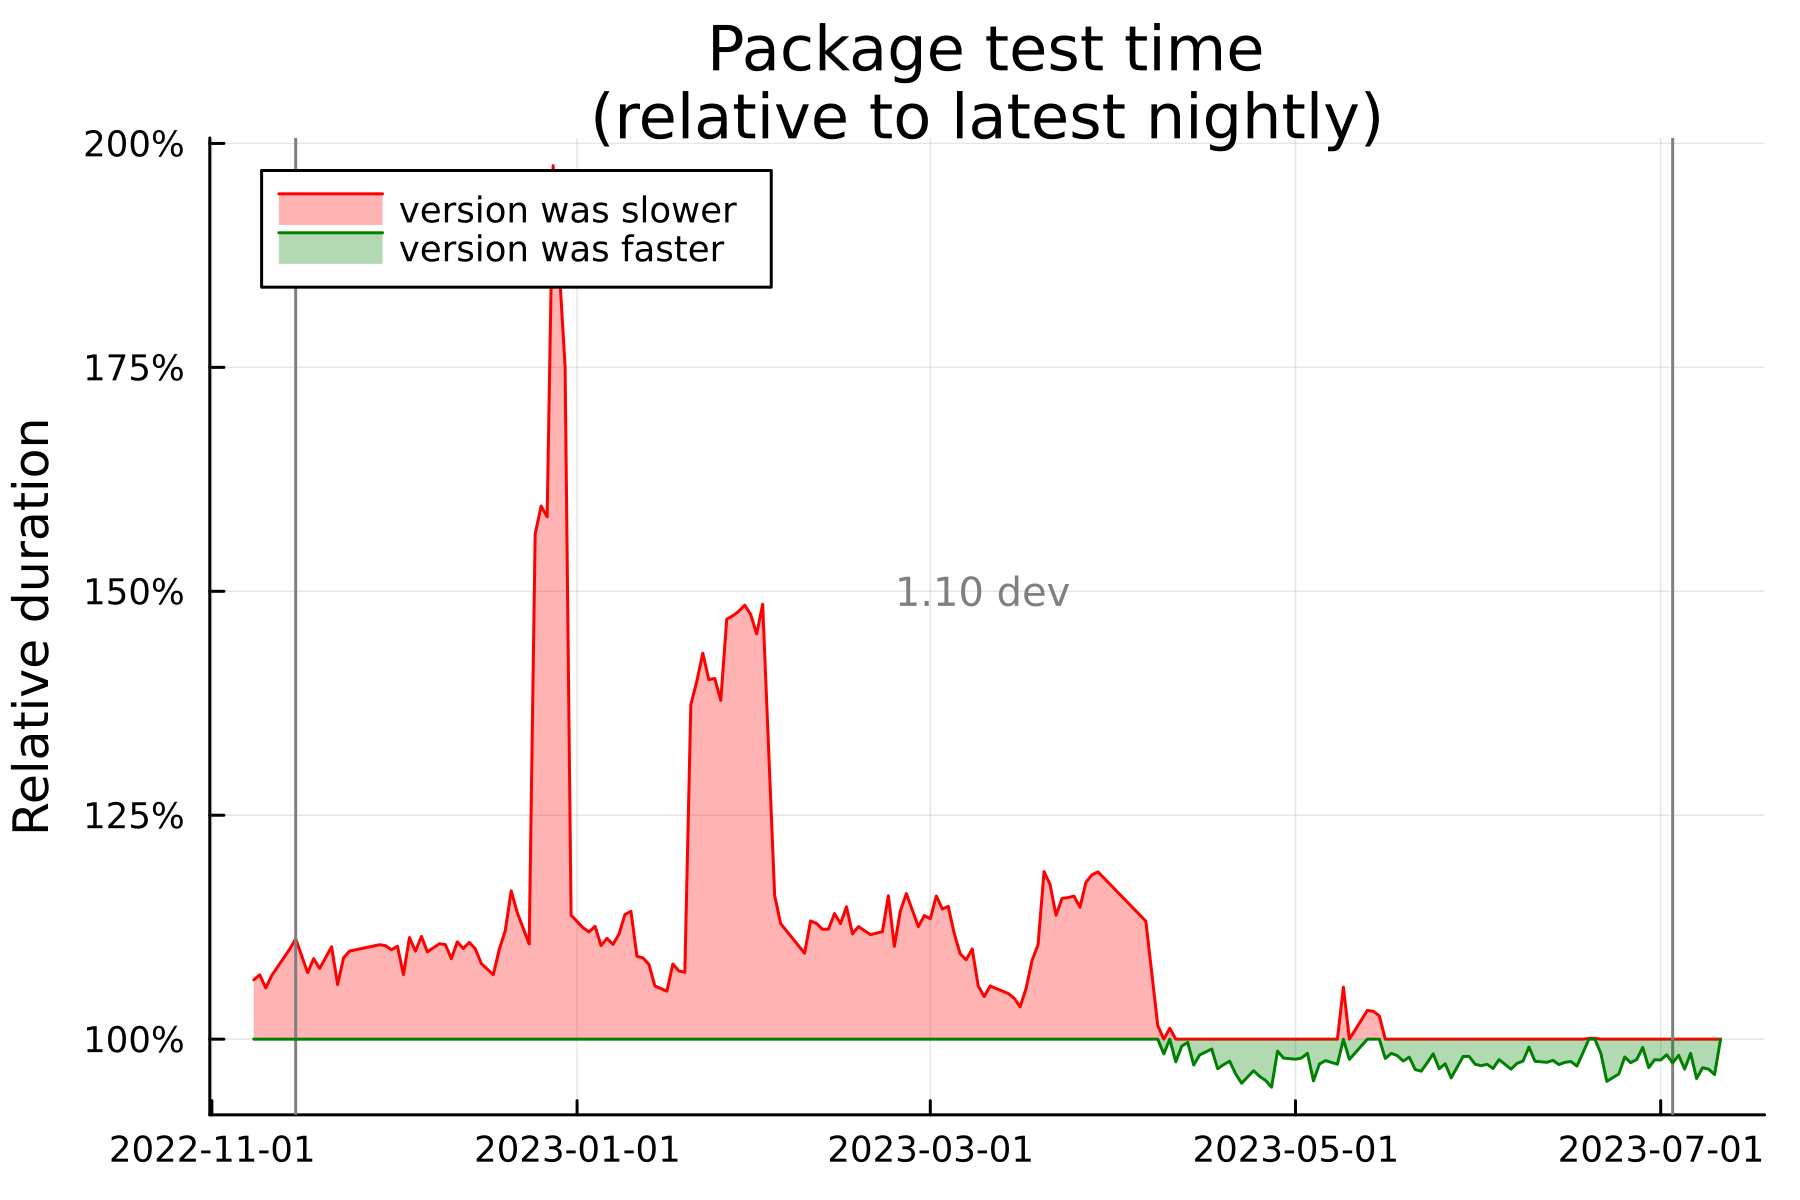 Package test time
(relative to latest nightly)
200%
version was slower
version was faster
175%
150%
1.10 dev
125%
100%
Relative duration
2022-11-01
2023-01-01
2023-03-01
2023-05-01
2023-07-01